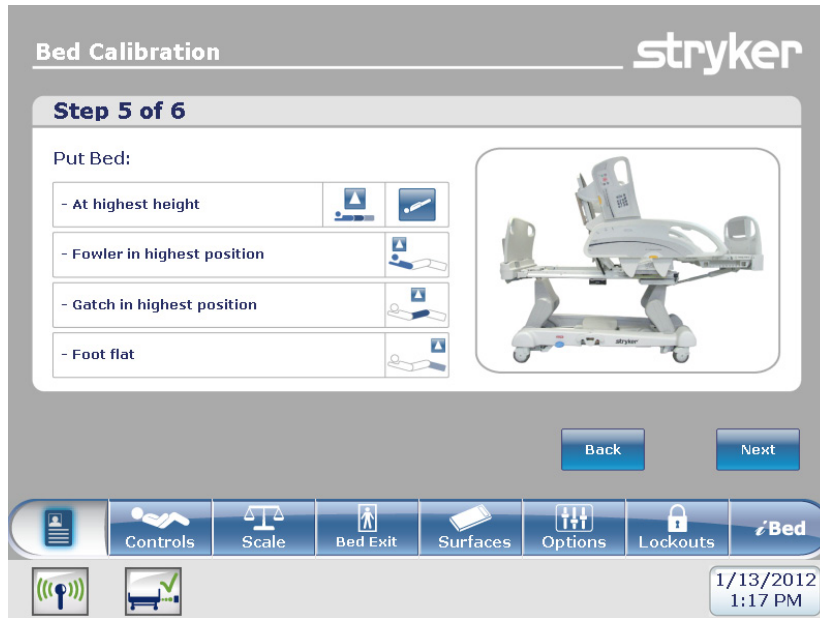 Bed Calibration
stryker
Step 5 of 6
Put Bed:
- At highest height
- Fowler in highest position
- Gatch in highest position
- Foot flat
stryker
Back
Next
Controls
Scale
Bed Exit
Surfaces
Options
Lockouts
iBed
1/13/2012
1:17 PM